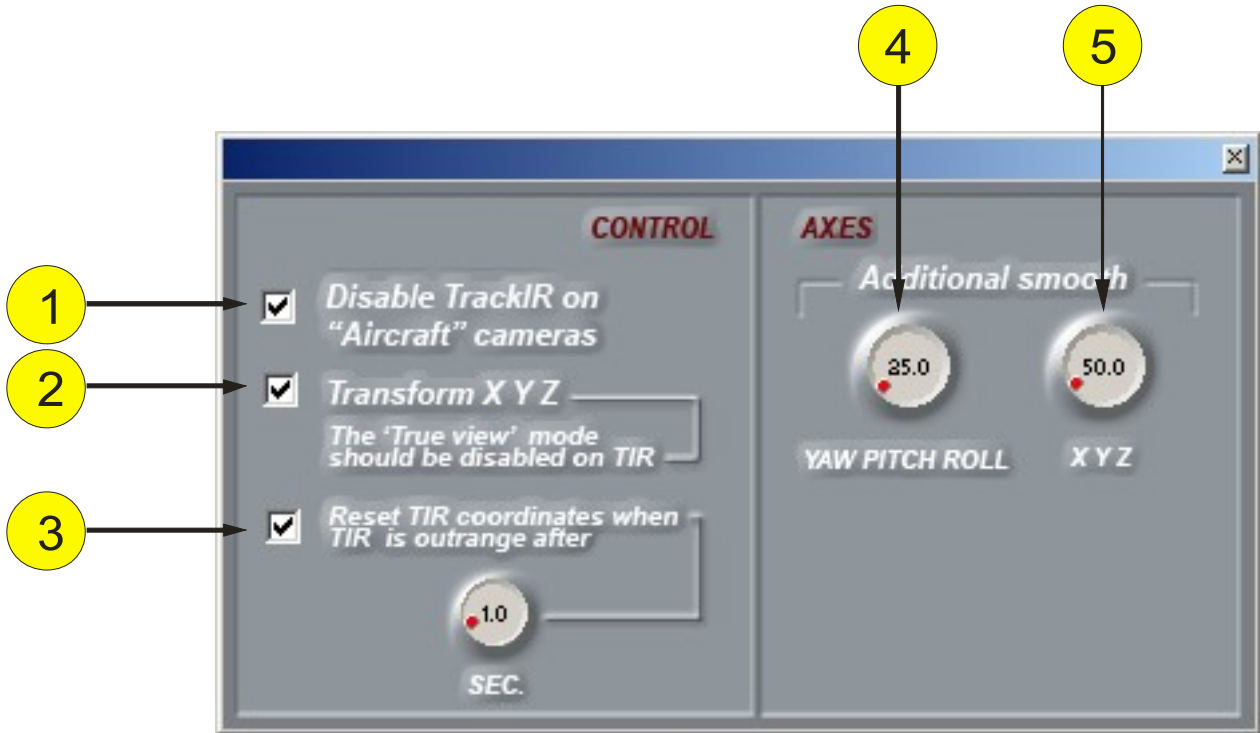 4
5
CONTROL
AXES
1
Disable TrackIR on
“Aircraft” cameras
Additional smooth
25.0
50.0
2
Transform X Y Z
The ‘True view’ mode
should be disabled on TIR
YAW PITCH ROLL
X Y Z
3
Reset TIR coordinates when
TIR is outrange after
1.0
SEC.